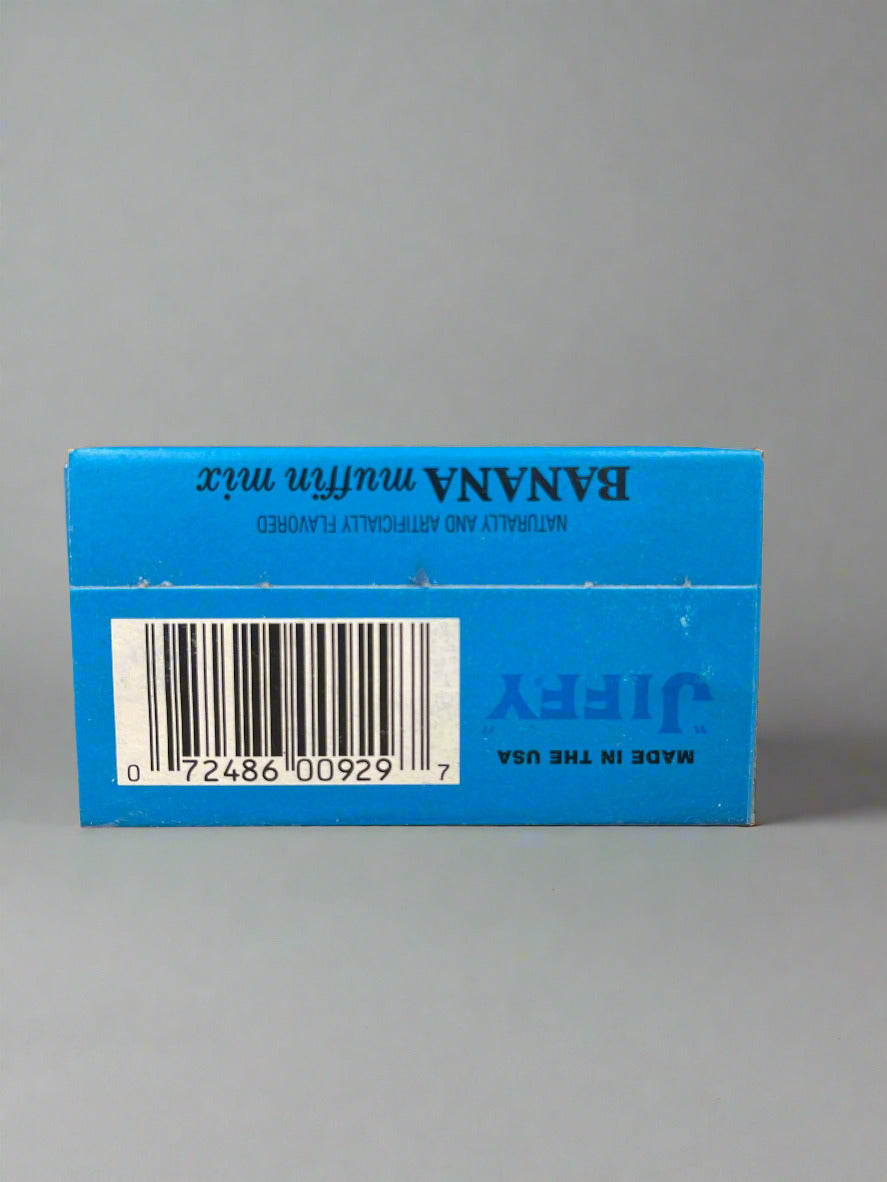 BANANA muffin mix
NATURALLY AND ARTIFICIALLY FLAVORED
"JIFFY"
MADE IN THE USA
0 72486 00929 7